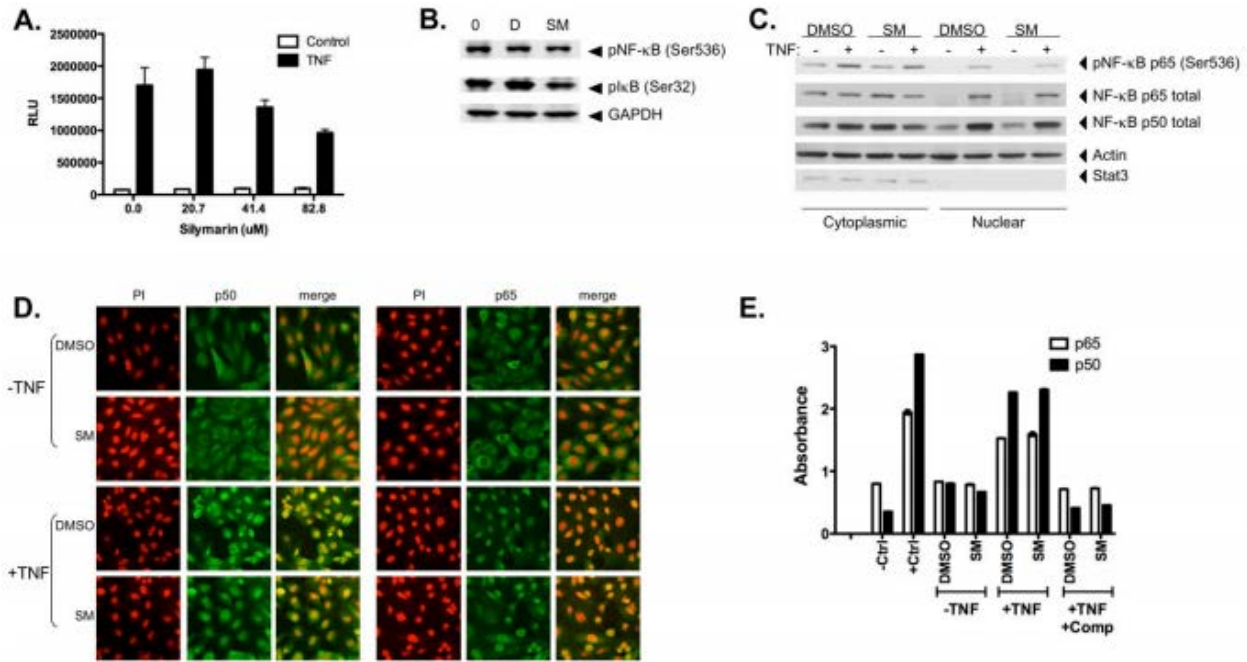 A.
Control
TNF
RLU
2500000
2000000
1500000
1000000
500000
0
0.0 20.7 41.4 82.8
Silymarin (uM)
B.
0 D SM
pNF-κB (Ser536)
pIκB (Ser32)
GAPDH
C.
DMSO SM DMSO SM
TNF: - + - + - + - +
pNF-κB p65 (Ser536)
NF-κB p65 total
NF-κB p50 total
Actin
Stat3
Cytoplasmic Nuclear
D.
PI p50 merge PI p65 merge
-TNF
DMSO
SM
+TNF
DMSO
SM
E.
p65
p50
Absorbance
3
2
1
0
-Ctrl +Ctrl DMSO SM DMSO SM DMSO SM
-TNF +TNF +TNF
+Comp